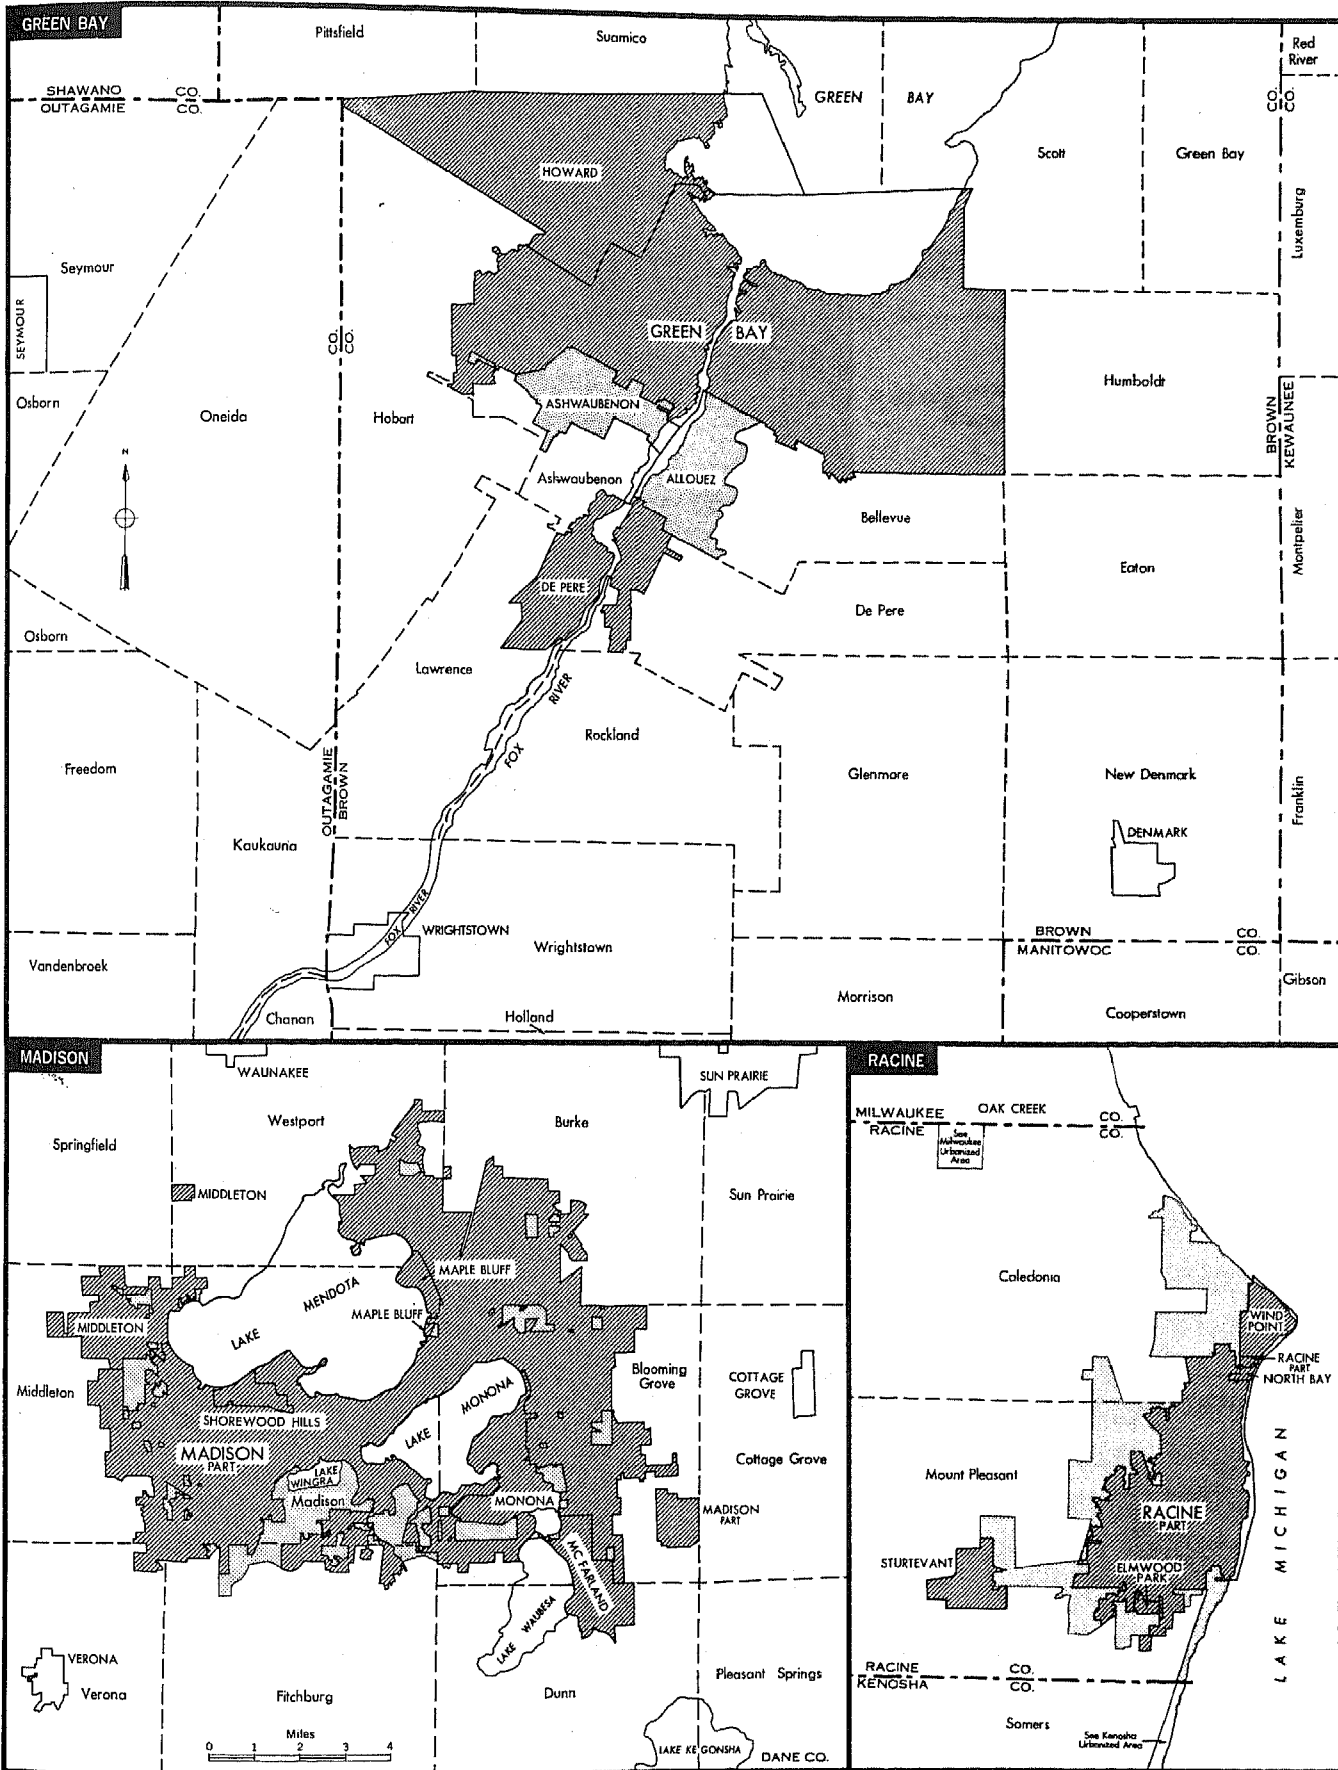 GREEN BAY
Pittsfield
Suamico
Red
River
SHAWANO CO.
OUTAGAMIE CO.
GREEN BAY
CO.
CO.
HOWARD
Scott
Green Bay
Luxemburg
Seymour
SEYMOUR
CO.
CO.
GREEN BAY
Osborn
Oneida
Hobart
ASHWAUBENON
Humboldt
BROWN
KEWAUNEE
N
Ashwaubenon
ALLOUEZ
Bellevue
Montpelier
Eaton
DE PERE
De Pere
Osborn
Lawrence
FOX RIVER
Rockland
Freedom
OUTAGAMIE
BROWN
Glenmore
New Denmark
Franklin
Kaukauna
DENMARK
FOX RIVER
WRIGHTSTOWN
Wrightstown
BROWN CO.
MANITOWOC CO.
Vandenbroek
Morrison
Gibson
Chanan
Holland
Cooperstown
MADISON
WAUNAKEE
SUN PRAIRIE
Westport
Burke
Springfield
MIDDLETON
Sun Prairie
MAPLE BLUFF
LAKE MENDOTA
MAPLE BLUFF
MIDDLETON
Middleton
Blooming
Grove
COTTAGE
GROVE
LAKE MONONA
SHOREWOOD HILLS
MADISON
PART
LAKE
WINGRA
Madison
Cottage Grove
MONONA
MADISON
PART
MC FARLAND
LAKE WAUBESA
VERONA
Verona
Fitchburg
Dunn
Pleasant Springs
Miles
0 1 2 3 4
LAKE KEGONSHA
DANE CO.
RACINE
MILWAUKEE CO.
OAK CREEK
RACINE CO.
See
Milwaukee
Urbanized
Area
Caledonia
WIND
POINT
RACINE
PART
NORTH BAY
Mount Pleasant
RACINE
PART
STURTEVANT
ELMWOOD
PARK
LAKE MICHIGAN
RACINE CO.
KENOSHA CO.
Somers
See Kenosha
Urbanized Area